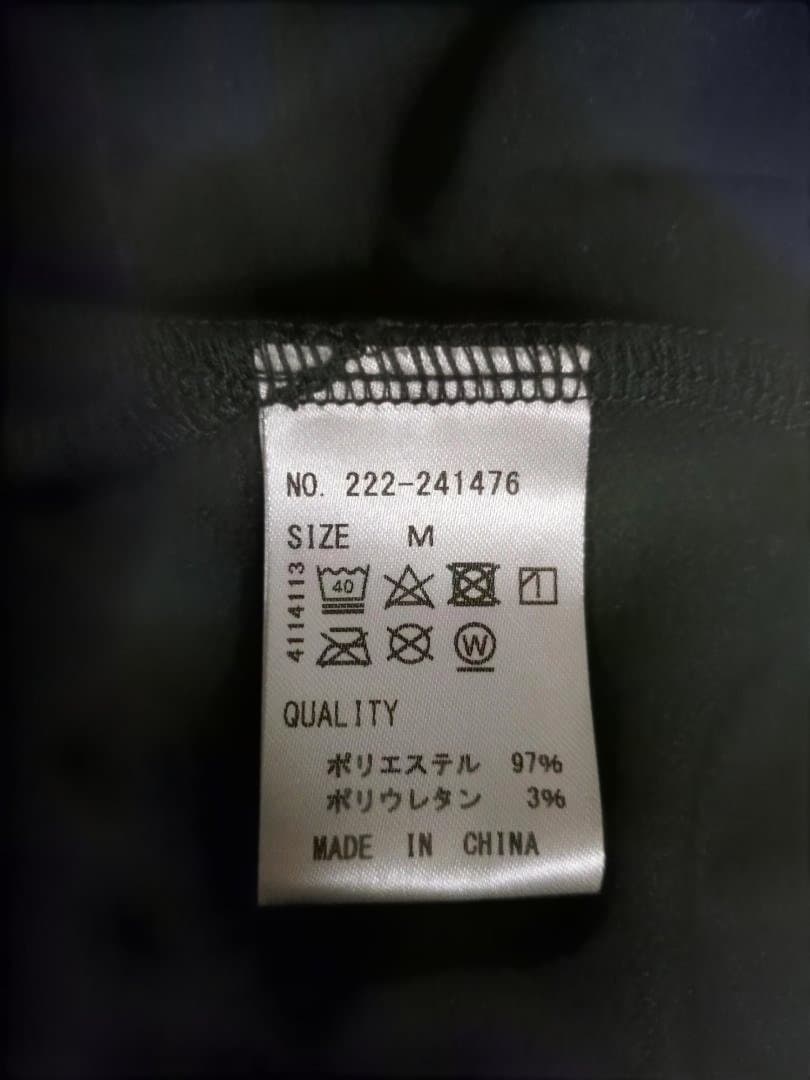 NO. 222-241476
SIZE M
4114113
40
W
QUALITY
ポリエステル 97%
ポリウレタン 3%
MADE IN CHINA